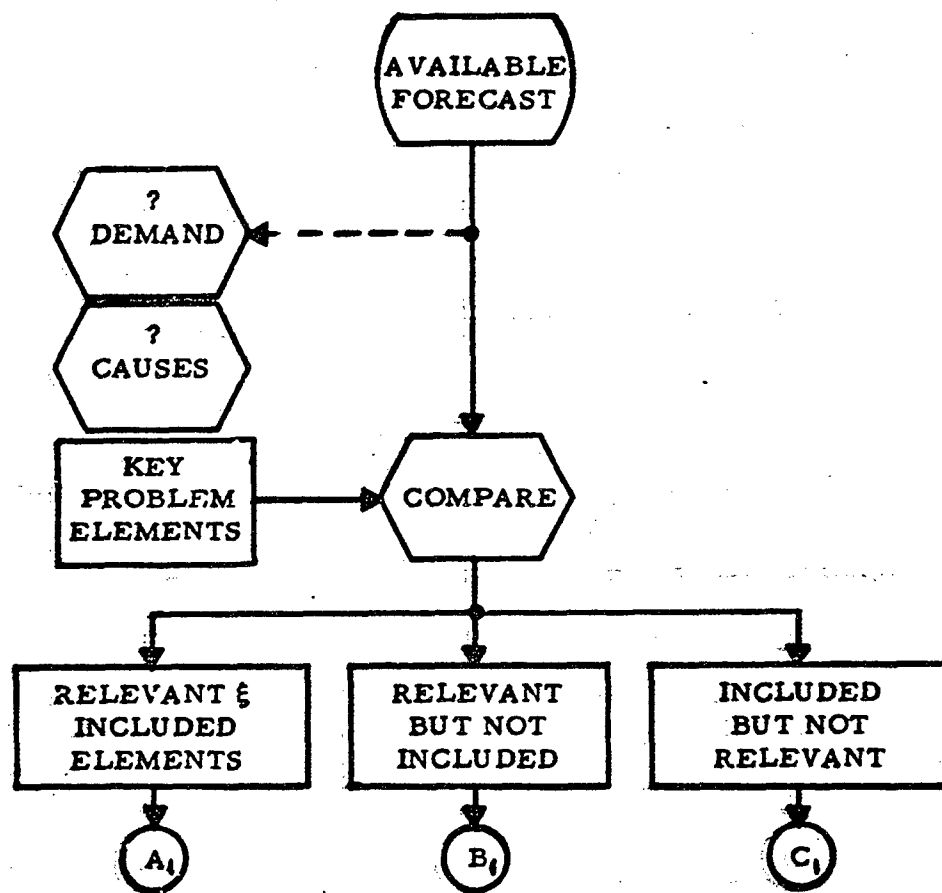 AVAILABLE
FORECAST
?
DEMAND
?
CAUSES
KEY
PROBLEM
ELEMENTS
COMPARE
RELEVANT &
INCLUDED
ELEMENTS
RELEVANT
BUT NOT
INCLUDED
INCLUDED
BUT NOT
RELEVANT
A₁
B₁
C₁